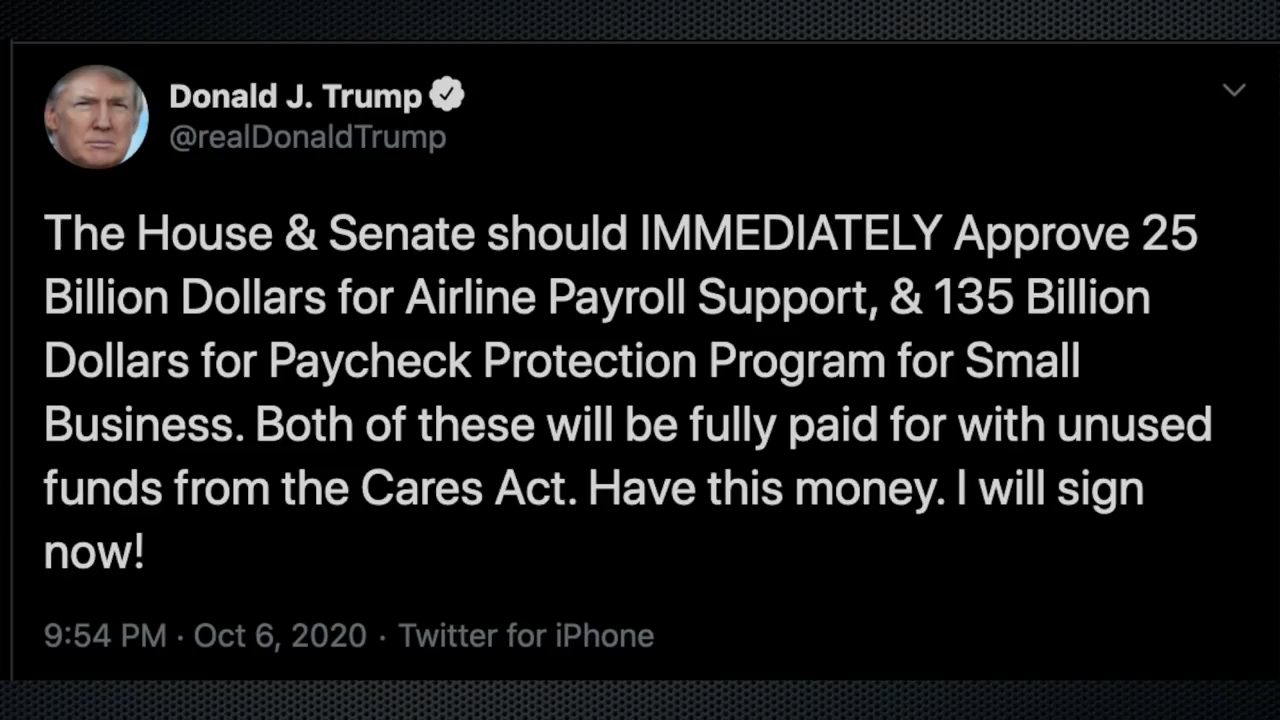 Donald J. Trump
@realDonaldTrump
The House & Senate should IMMEDIATELY Approve 25
Billion Dollars for Airline Payroll Support, & 135 Billion
Dollars for Paycheck Protection Program for Small
Business. Both of these will be fully paid for with unused
funds from the Cares Act. Have this money. I will sign
now!
9:54 PM · Oct 6, 2020 · Twitter for iPhone